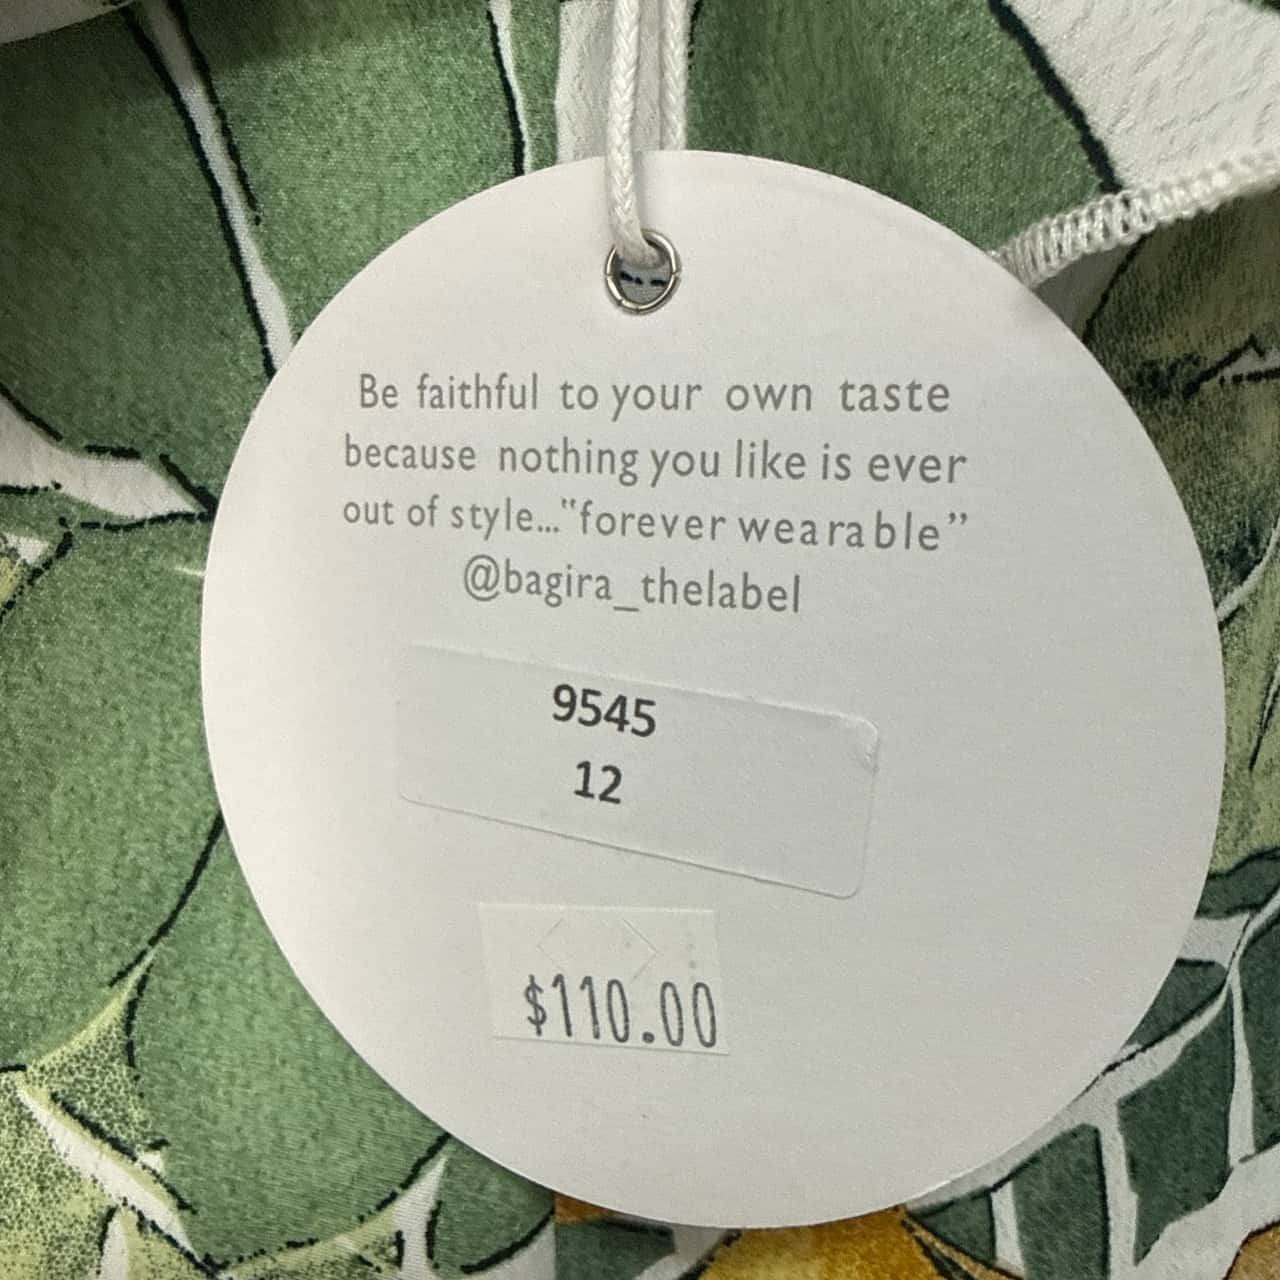 Be faithful to your own taste
because nothing you like is ever
out of style..."forever wearable”
@bagira_thelabel
9545
12
$110.00